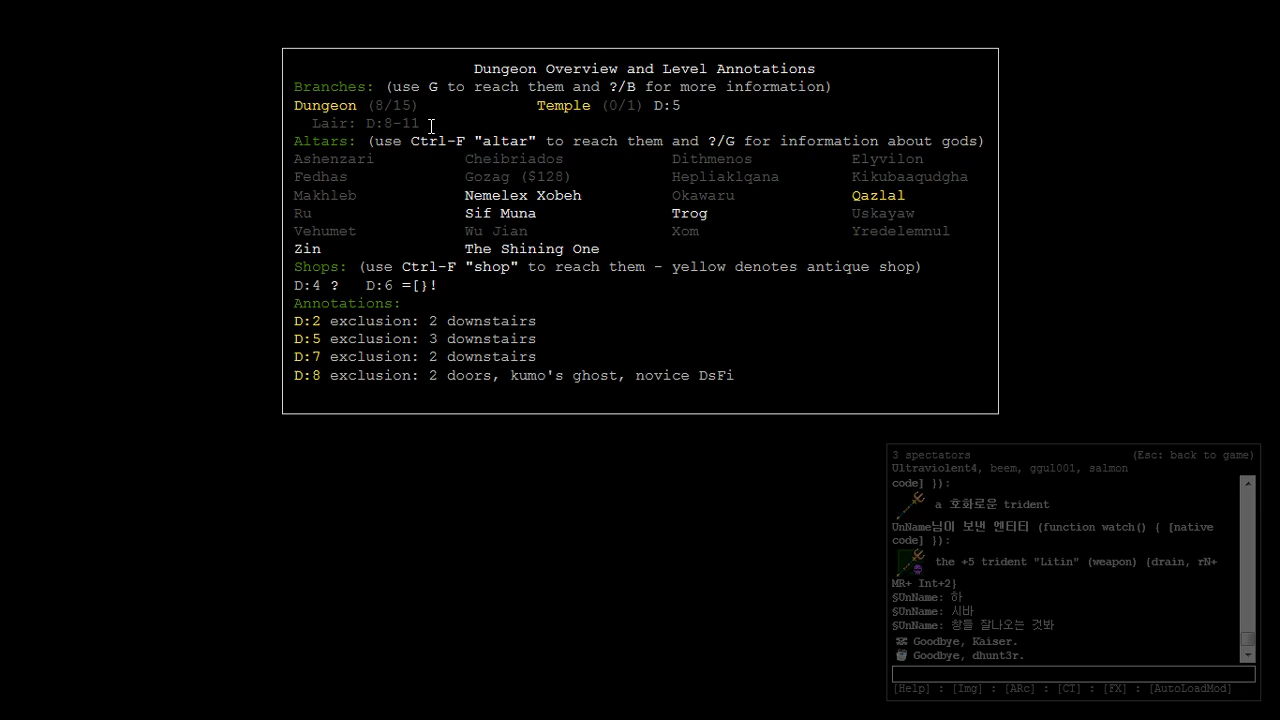 Dungeon Overview and Level Annotations
Branches: (use G to reach them and ?/B for more information)
Dungeon (8/15) Temple (0/1) D:5
Lair: D:8-11
Altars: (use Ctrl-F "altar" to reach them and ?/G for information about gods)
Ashenzari Cheibriados Dithmenos Elyvilon
Fedhas Gozag ($128) Hepliaklqana Kikubaaqudgha
Makhleb Nemelex Xobeh Okawaru Qazlal
Ru Sif Muna Trog Uskayaw
Vehumet Wu Jian Xom Yredelemnul
Zin The Shining One
Shops: (use Ctrl-F "shop" to reach them - yellow denotes antique shop)
D:4 ? D:6 =[}!
Annotations:
D:2 exclusion: 2 downstairs
D:5 exclusion: 3 downstairs
D:7 exclusion: 2 downstairs
D:8 exclusion: 2 doors, kumo's ghost, novice DsFi
3 spectators (Esc: back to game)
Ultraviolent4, beem, ggul001, salmon
code] }):
a 호화로운 trident
UnName님이 보낸 엔티티 (function watch() { [native
code] }):
the +5 trident "Litin" (weapon) {drain, rN+
MR+ Int+2}
§UnName: 하
§UnName: 시바
§UnName: 창들 잘나오는 것봐
Goodbye, Kaiser.
Goodbye, dhunt3r.
[Help] : [Img] : [ARc] : [CT] : [FX] : [AutoLoadMod]